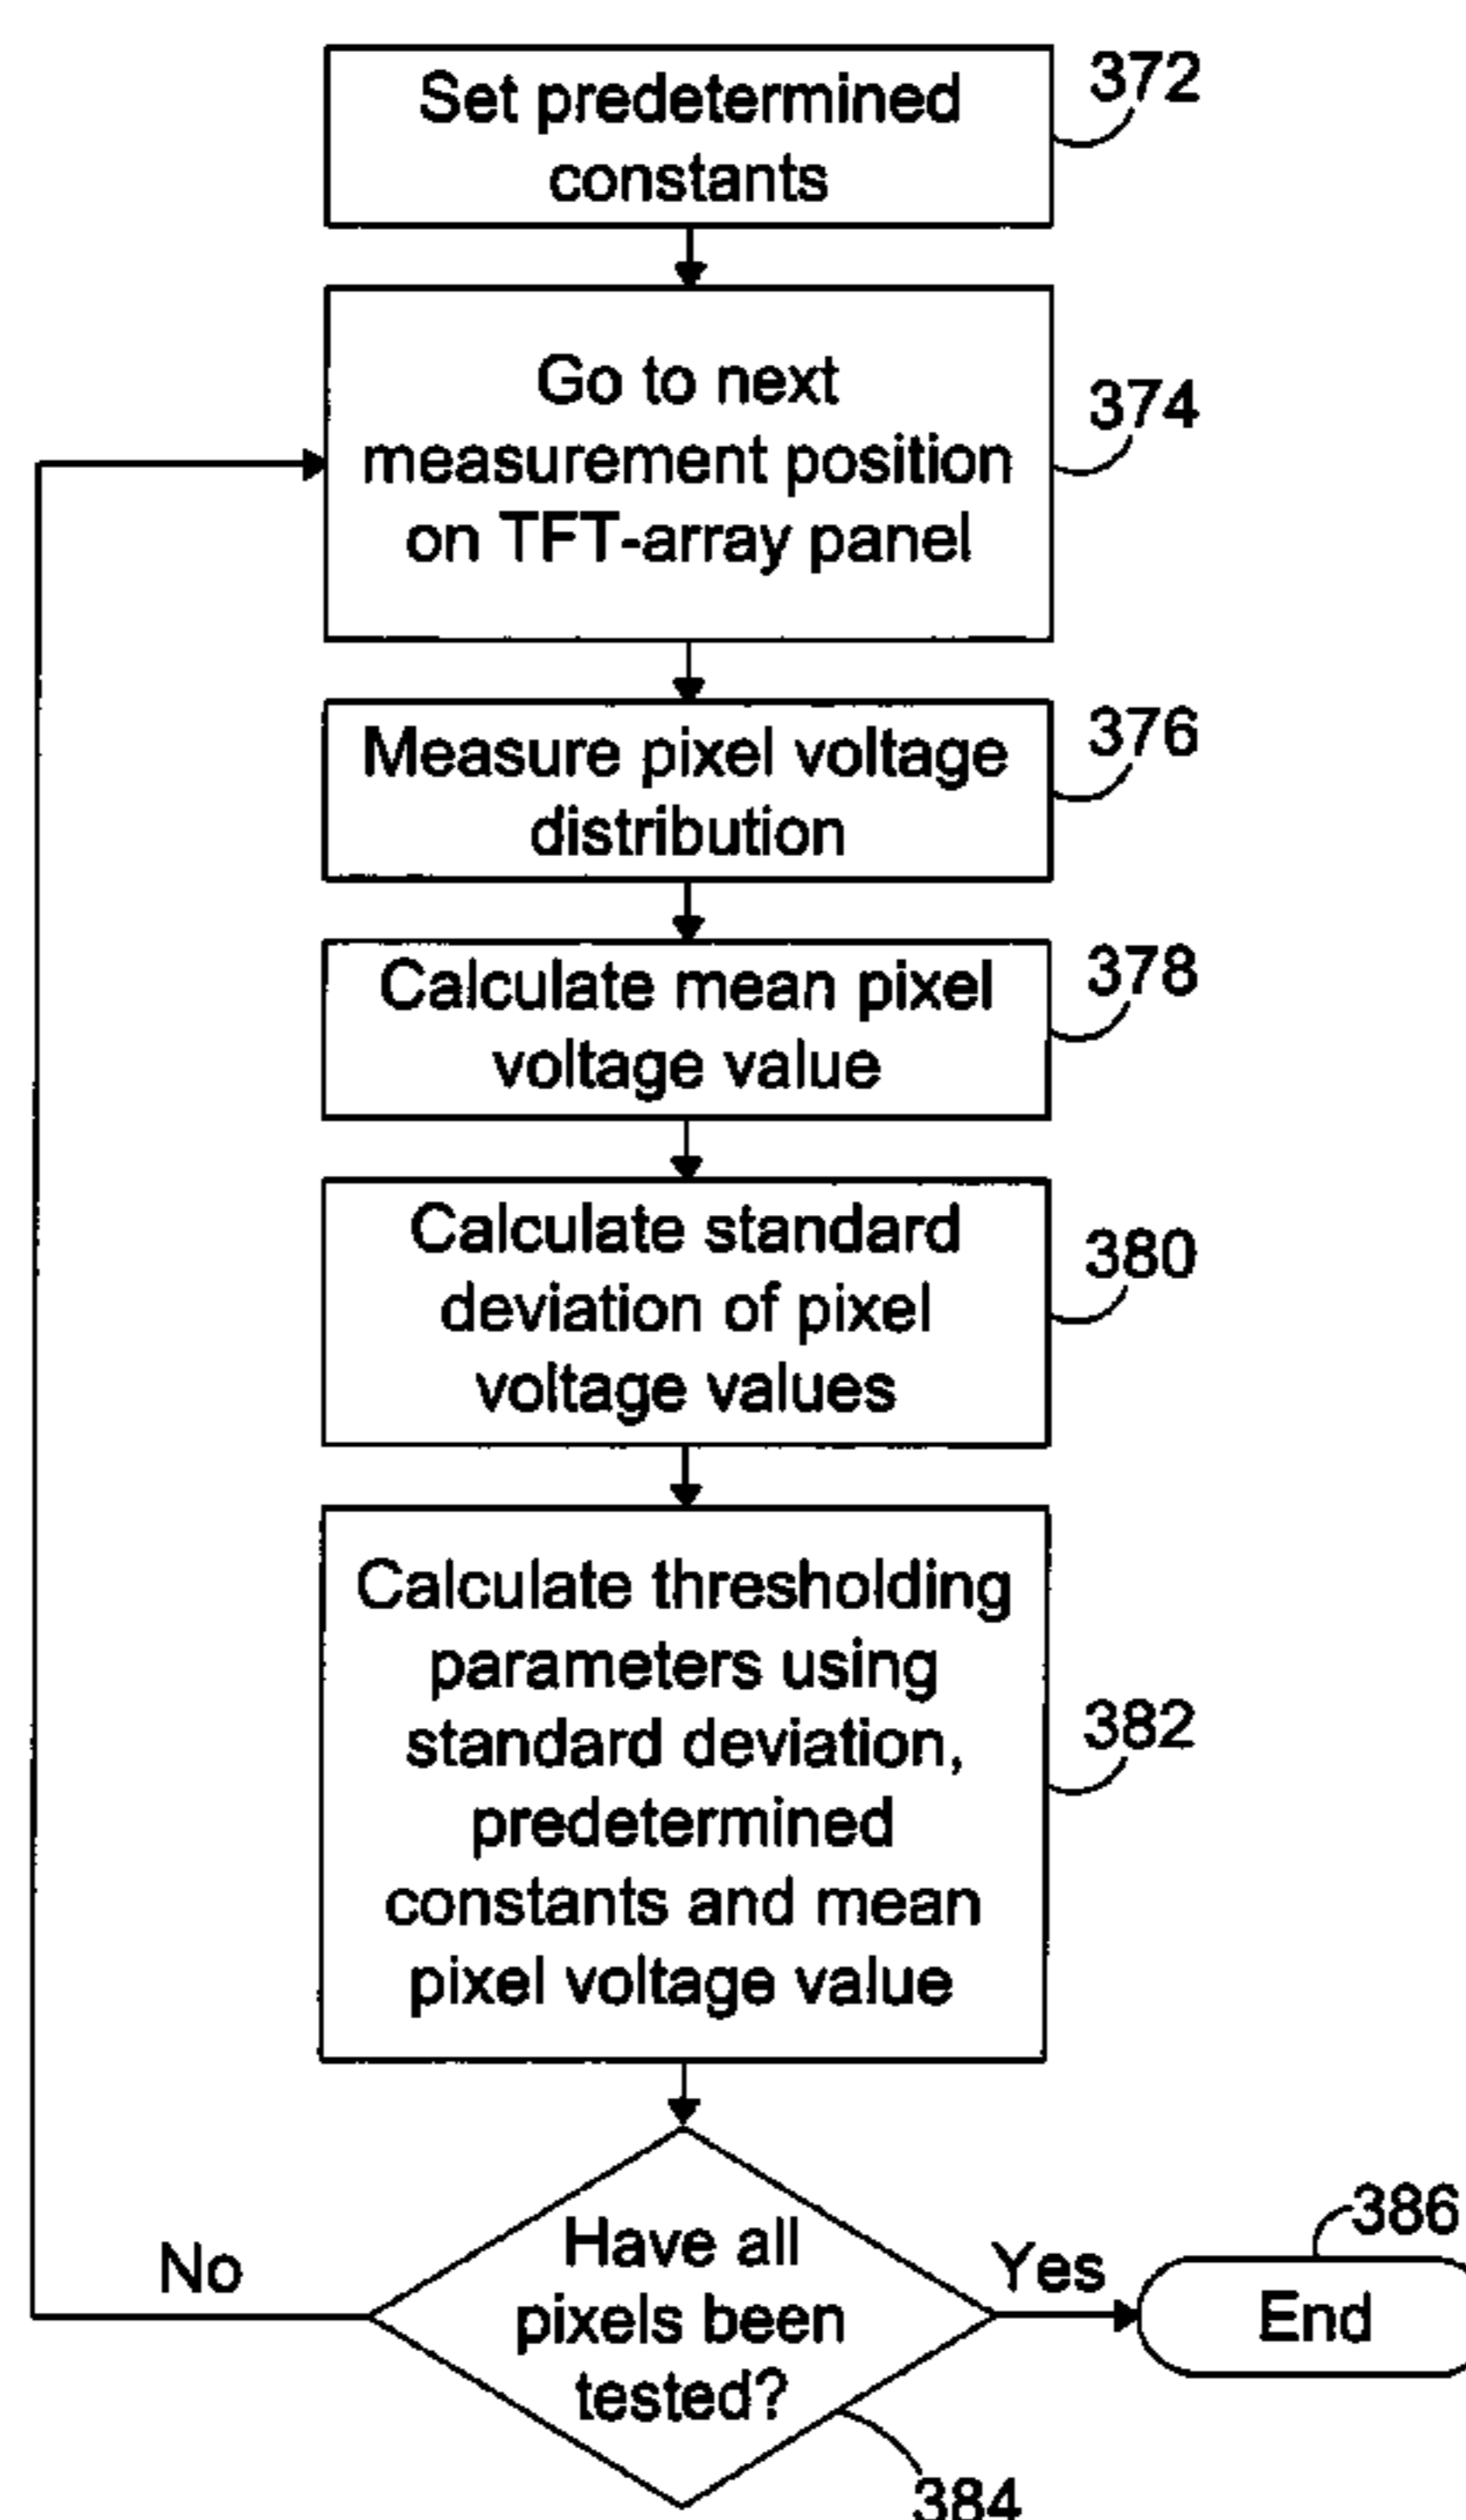 Set predetermined
constants
372
Go to next
measurement position
on TFT-array panel
374
Measure pixel voltage
distribution
376
Calculate mean pixel
voltage value
378
Calculate standard
deviation of pixel
voltage values
380
Calculate thresholding
parameters using
standard deviation,
predetermined
constants and mean
pixel voltage value
382
Have all
pixels been
tested?
384
No
Yes
End
386